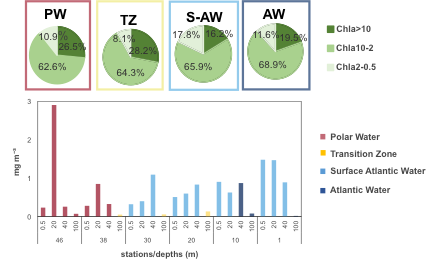 PW
TZ
S-AW
AW
10.9%
26.5%
62.6%
8.1%
28.2%
64.3%
17.8%
16.2%
65.9%
11.6%
19.5%
68.9%
Chla>10
Chla10-2
Chla2-0.5
3
2
1
0
mg m⁻³
0.5 20 40 100 0.5 20 40 100 0.5 20 40 100 0.5 20 40 100 0.5 20 40 100 0.5 20 40 100
46 38 30 20 10 1
stations/depths (m)
Polar Water
Transition Zone
Surface Atlantic Water
Atlantic Water